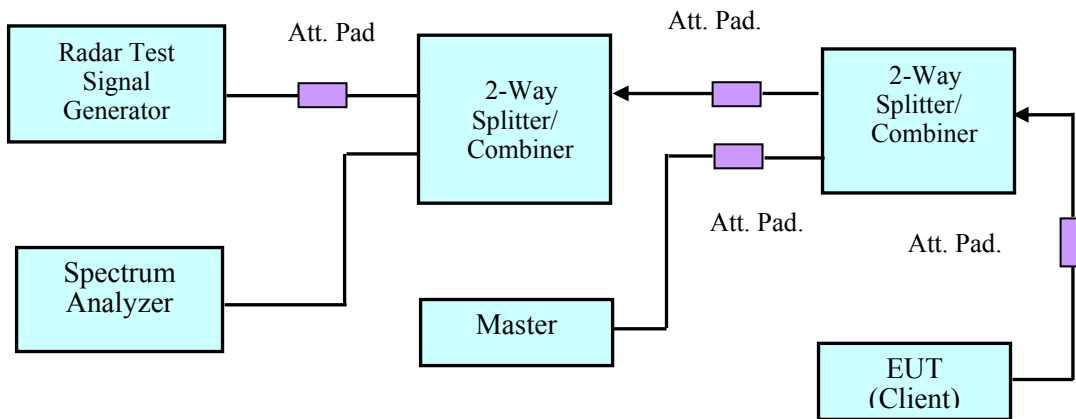 Radar Test
Signal
Generator
Att. Pad
2-Way
Splitter/
Combiner
Att. Pad.
2-Way
Splitter/
Combiner
Att. Pad.
Att. Pad.
Spectrum
Analyzer
Master
EUT
(Client)